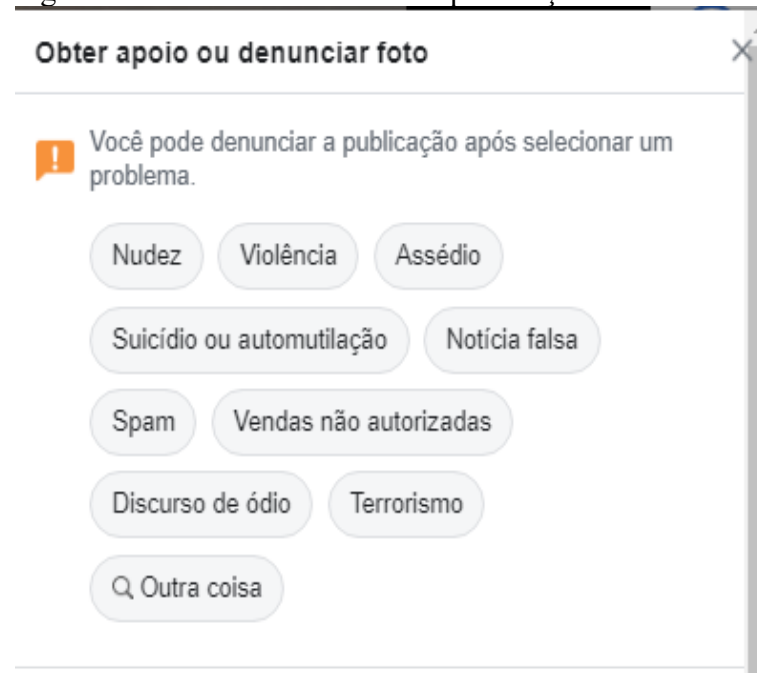 Obter apoio ou denunciar foto
Você pode denunciar a publicação após selecionar um
problema.
Nudez Violência Assédio
Suicídio ou automutilação Notícia falsa
Spam Vendas não autorizadas
Discurso de ódio Terrorismo
Outra coisa